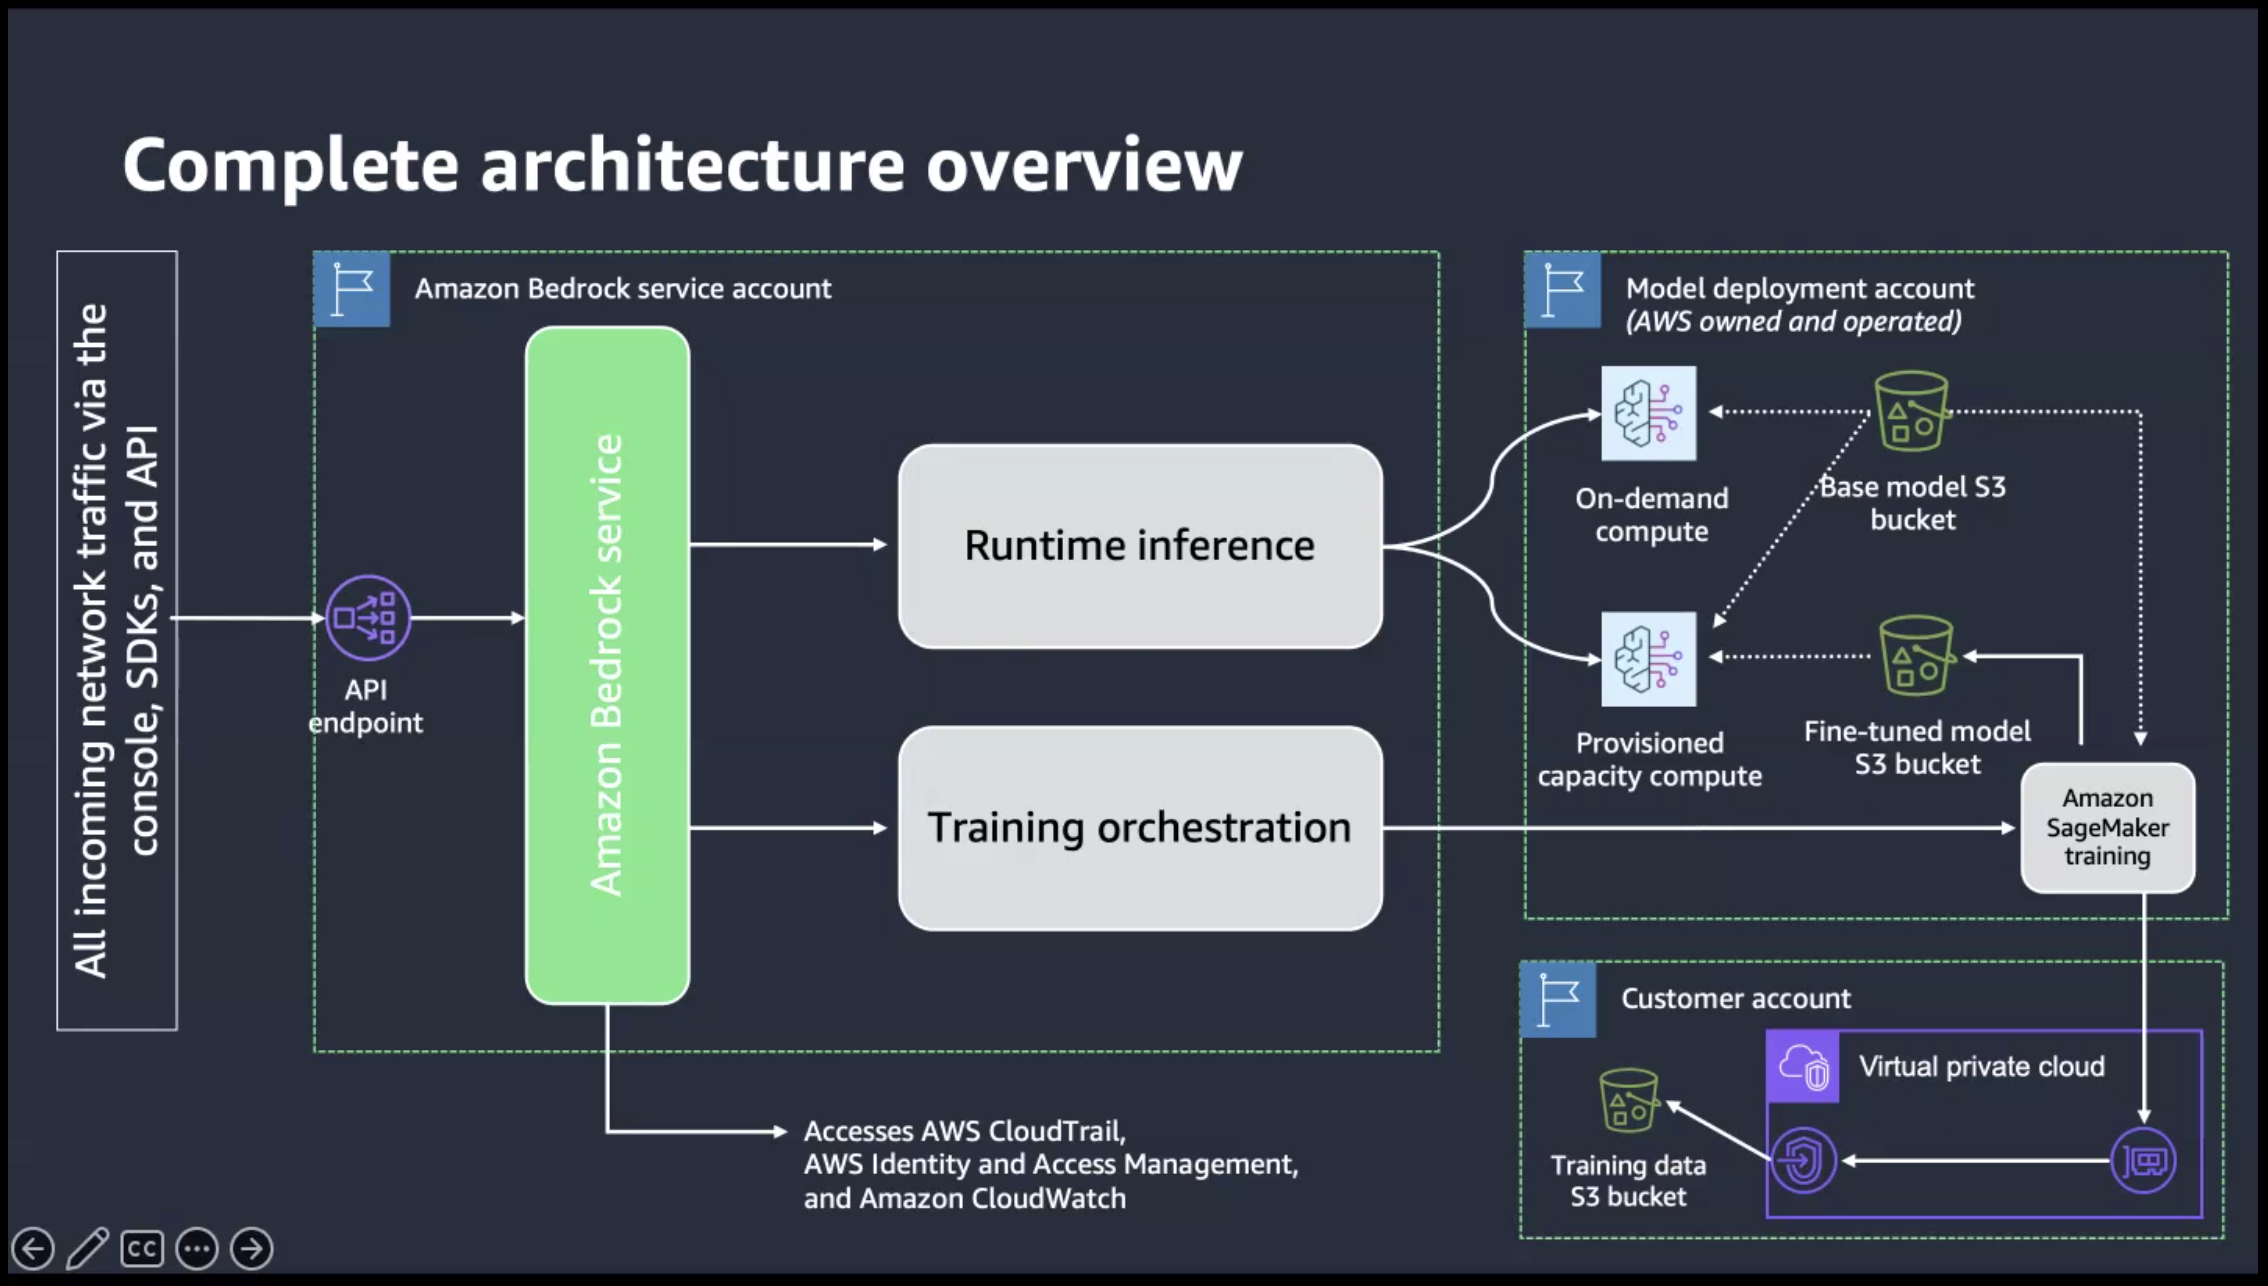 Complete architecture overview
All incoming network traffic via the
console, SDKs, and API
Amazon Bedrock service account
API
endpoint
Amazon Bedrock service
Runtime inference
Training orchestration
Accesses AWS CloudTrail,
AWS Identity and Access Management,
and Amazon CloudWatch
Model deployment account
(AWS owned and operated)
On-demand
compute
Base model S3
bucket
Provisioned
capacity compute
Fine-tuned model
S3 bucket
Amazon
SageMaker
training
Customer account
Virtual private cloud
Training data
S3 bucket
CC